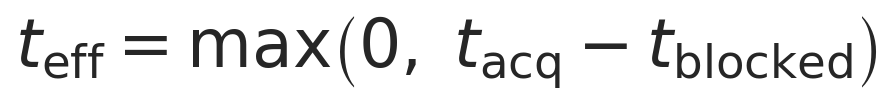 t_eff = max(0, t_acq − t_blocked)